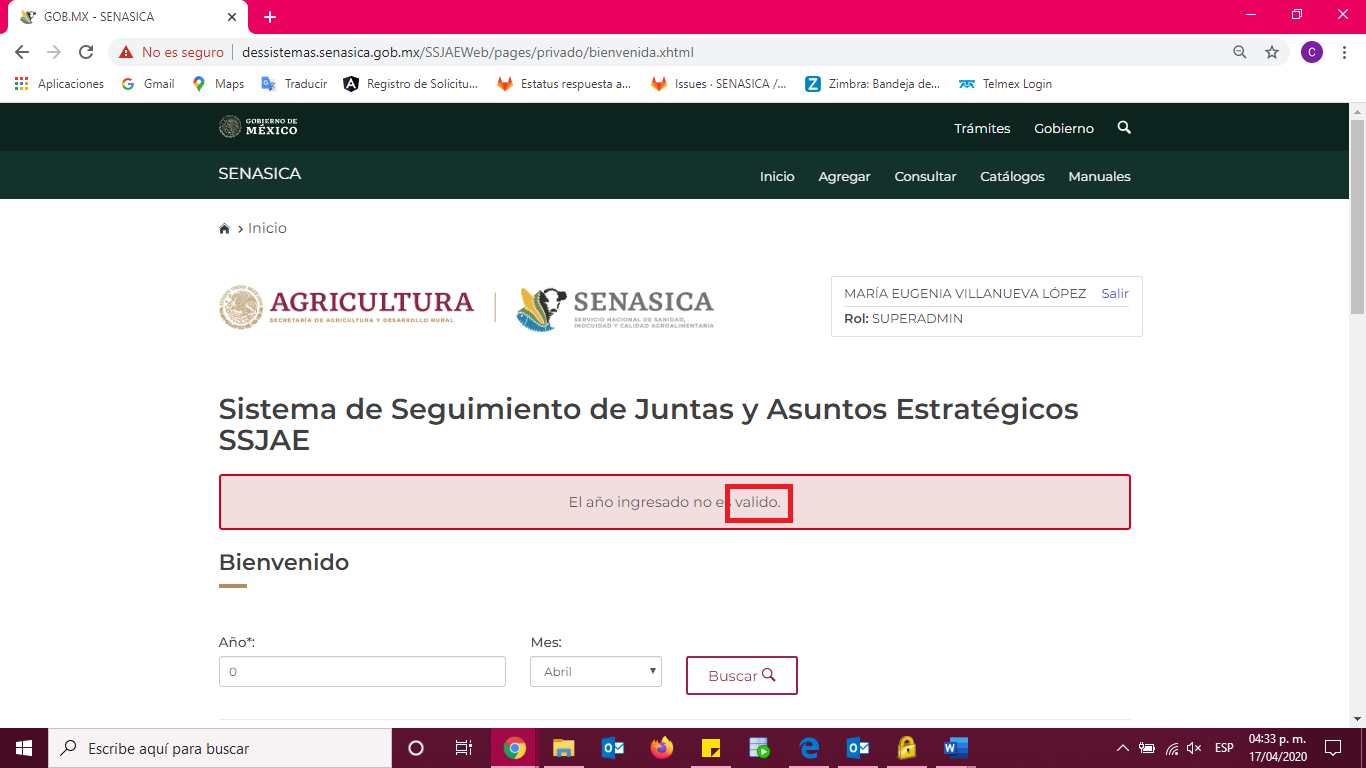 GOB.MX - SENASICA
No es seguro
dessistemas.senasica.gob.mx/SSJAEWeb/pages/privado/bienvenida.xhtml
C
Aplicaciones
Gmail
Maps
Traducir
Registro de Solicitu...
Estatus respuesta a...
Issues · SENASICA /...
Zimbra: Bandeja de...
Telmex Login
GOBIERNO DE
MÉXICO
Trámites
Gobierno
SENASICA
Inicio
Agregar
Consultar
Catálogos
Manuales
> Inicio
AGRICULTURA
SECRETARÍA DE AGRICULTURA Y DESARROLLO RURAL
SENASICA
SERVICIO NACIONAL DE SANIDAD,
INOCUIDAD Y CALIDAD AGROALIMENTARIA
MARÍA EUGENIA VILLANUEVA LÓPEZ Salir
Rol: SUPERADMIN
Sistema de Seguimiento de Juntas y Asuntos Estratégicos
SSJAE
El año ingresado no es valido.
Bienvenido
Año*:
Mes:
0
Abril
Buscar
Escribe aquí para buscar
ESP
04:33 p. m.
17/04/2020